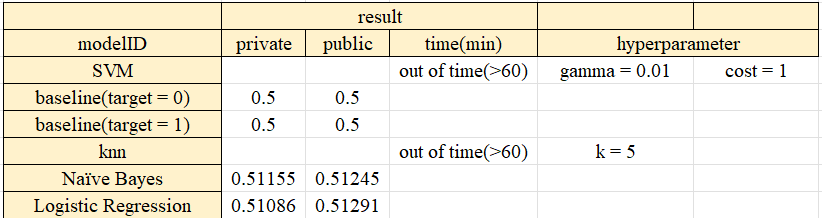 result
modelID private public time(min) hyperparameter
SVM out of time(>60) gamma = 0.01 cost = 1
baseline(target = 0) 0.5 0.5
baseline(target = 1) 0.5 0.5
knn out of time(>60) k = 5
Naïve Bayes 0.51155 0.51245
Logistic Regression 0.51086 0.51291